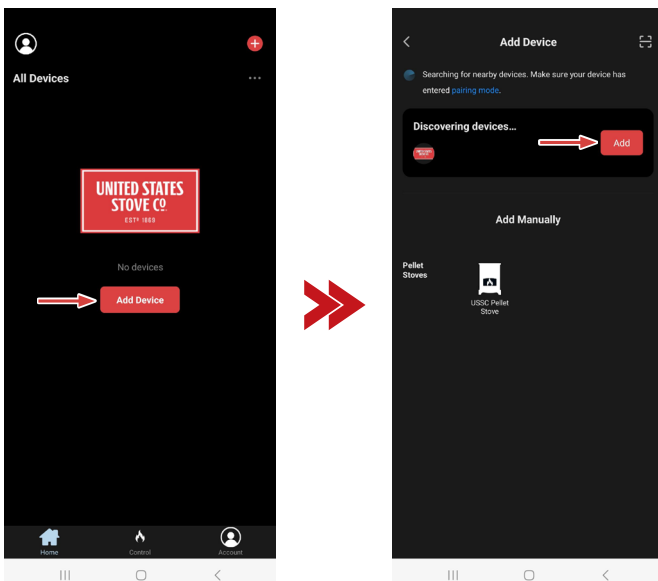 All Devices
UNITED STATES
STOVE CO.
ESTD 1869
No devices
Add Device
Home
Control
Account
Add Device
Searching for nearby devices. Make sure your device has
entered pairing mode.
Discovering devices...
Add
Add Manually
Pellet
Stoves
USSC Pellet
Stove